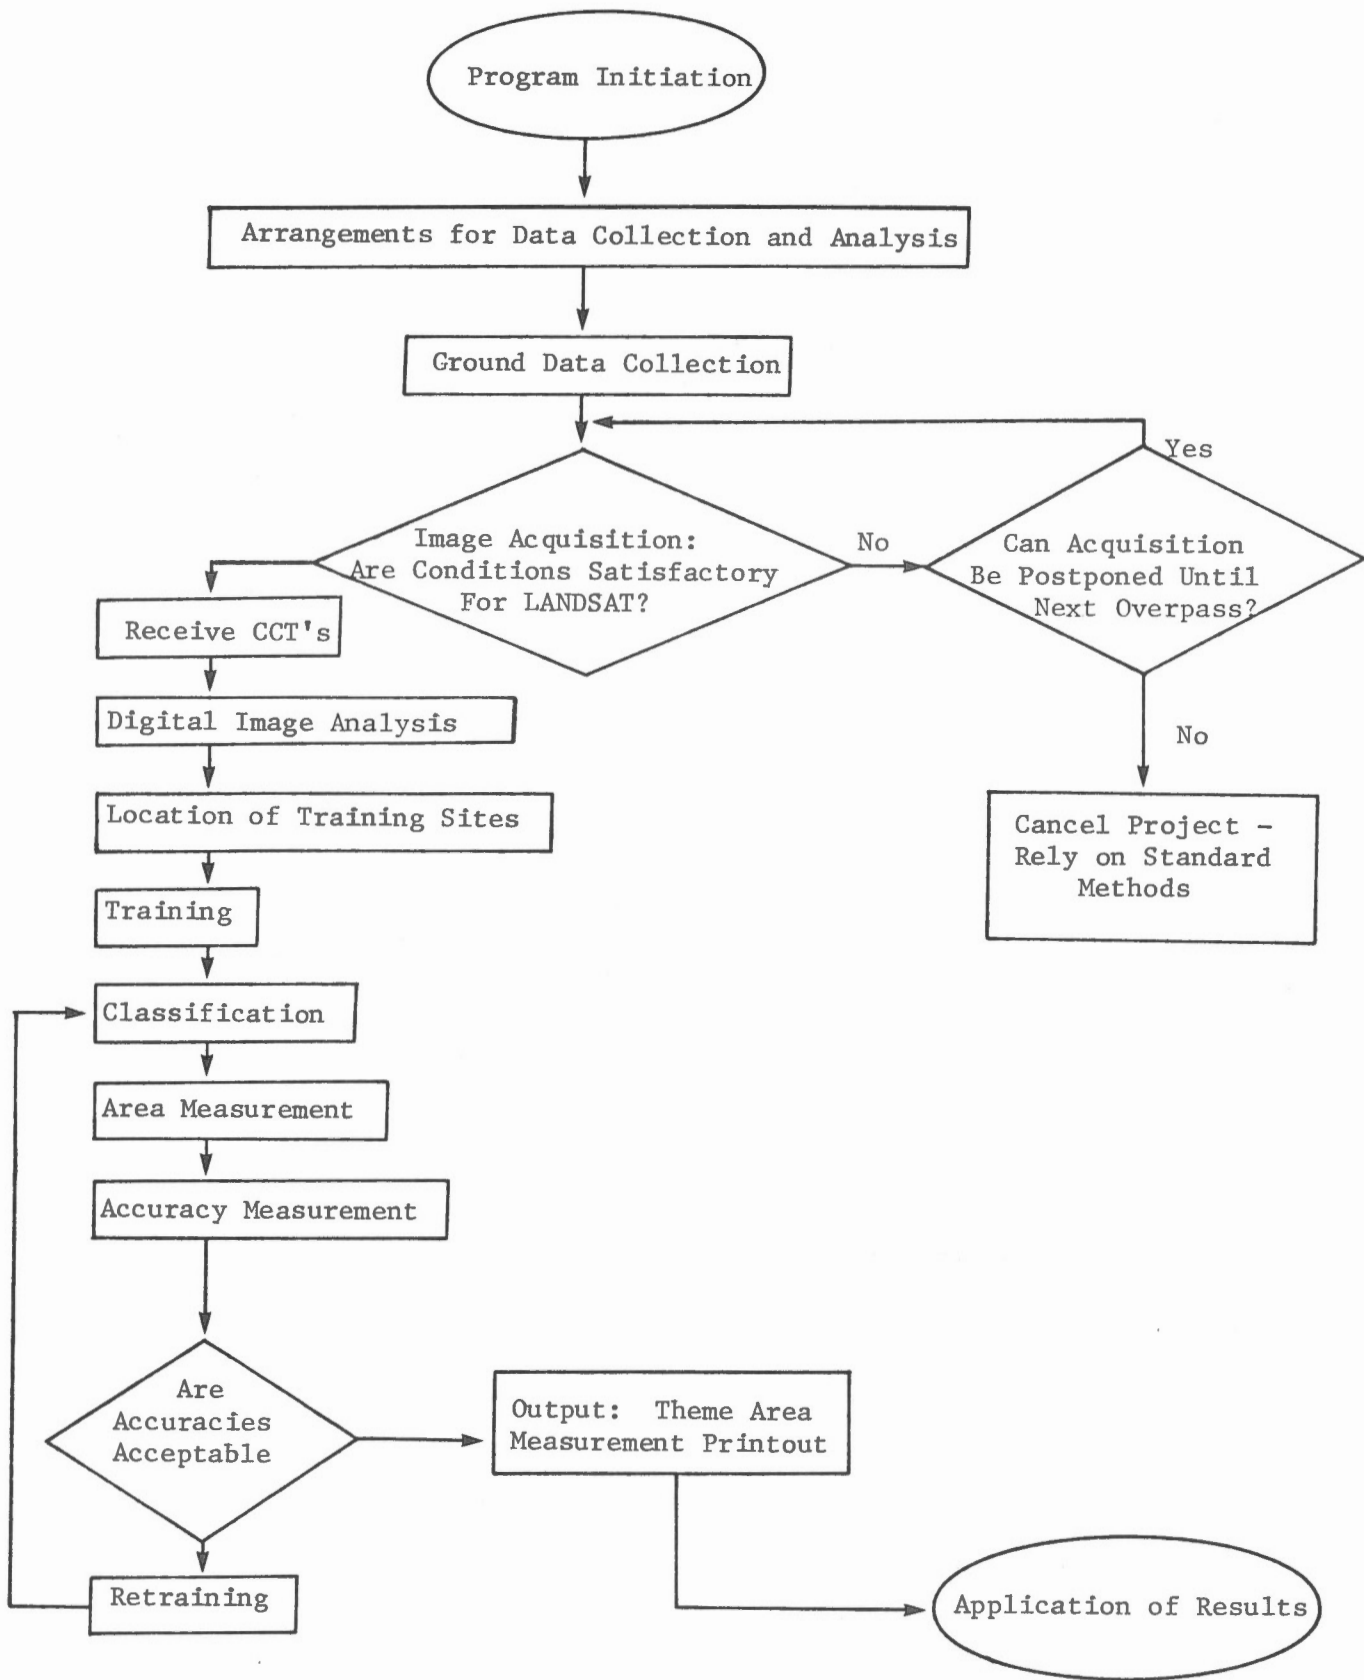 Program Initiation
Arrangements for Data Collection and Analysis
Ground Data Collection
Yes
Image Acquisition:
Are Conditions Satisfactory
For LANDSAT?
No
Can Acquisition
Be Postponed Until
Next Overpass?
Receive CCT's
Digital Image Analysis
No
Location of Training Sites
Cancel Project -
Rely on Standard
Methods
Training
Classification
Area Measurement
Accuracy Measurement
Are
Accuracies
Acceptable
Output: Theme Area
Measurement Printout
Retraining
Application of Results